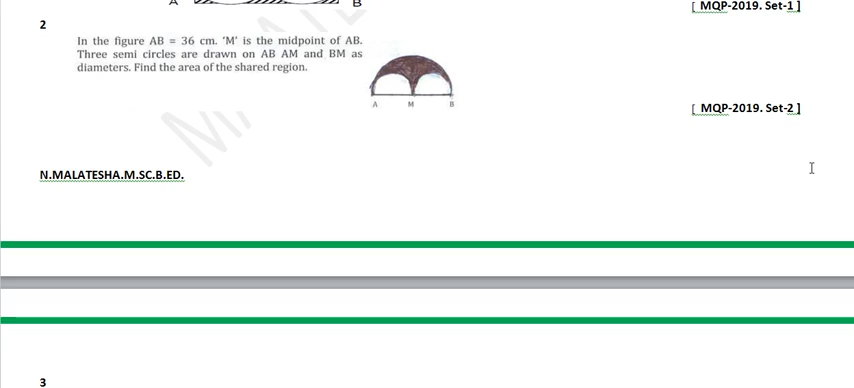 A B
[ MQP-2019. Set-1 ]
2
In the figure AB = 36 cm. 'M' is the midpoint of AB.
Three semi circles are drawn on AB AM and BM as
diameters. Find the area of the shared region.
A M B
[ MQP-2019. Set-2 ]
N.MALATESHA.M.SC.B.ED.
3